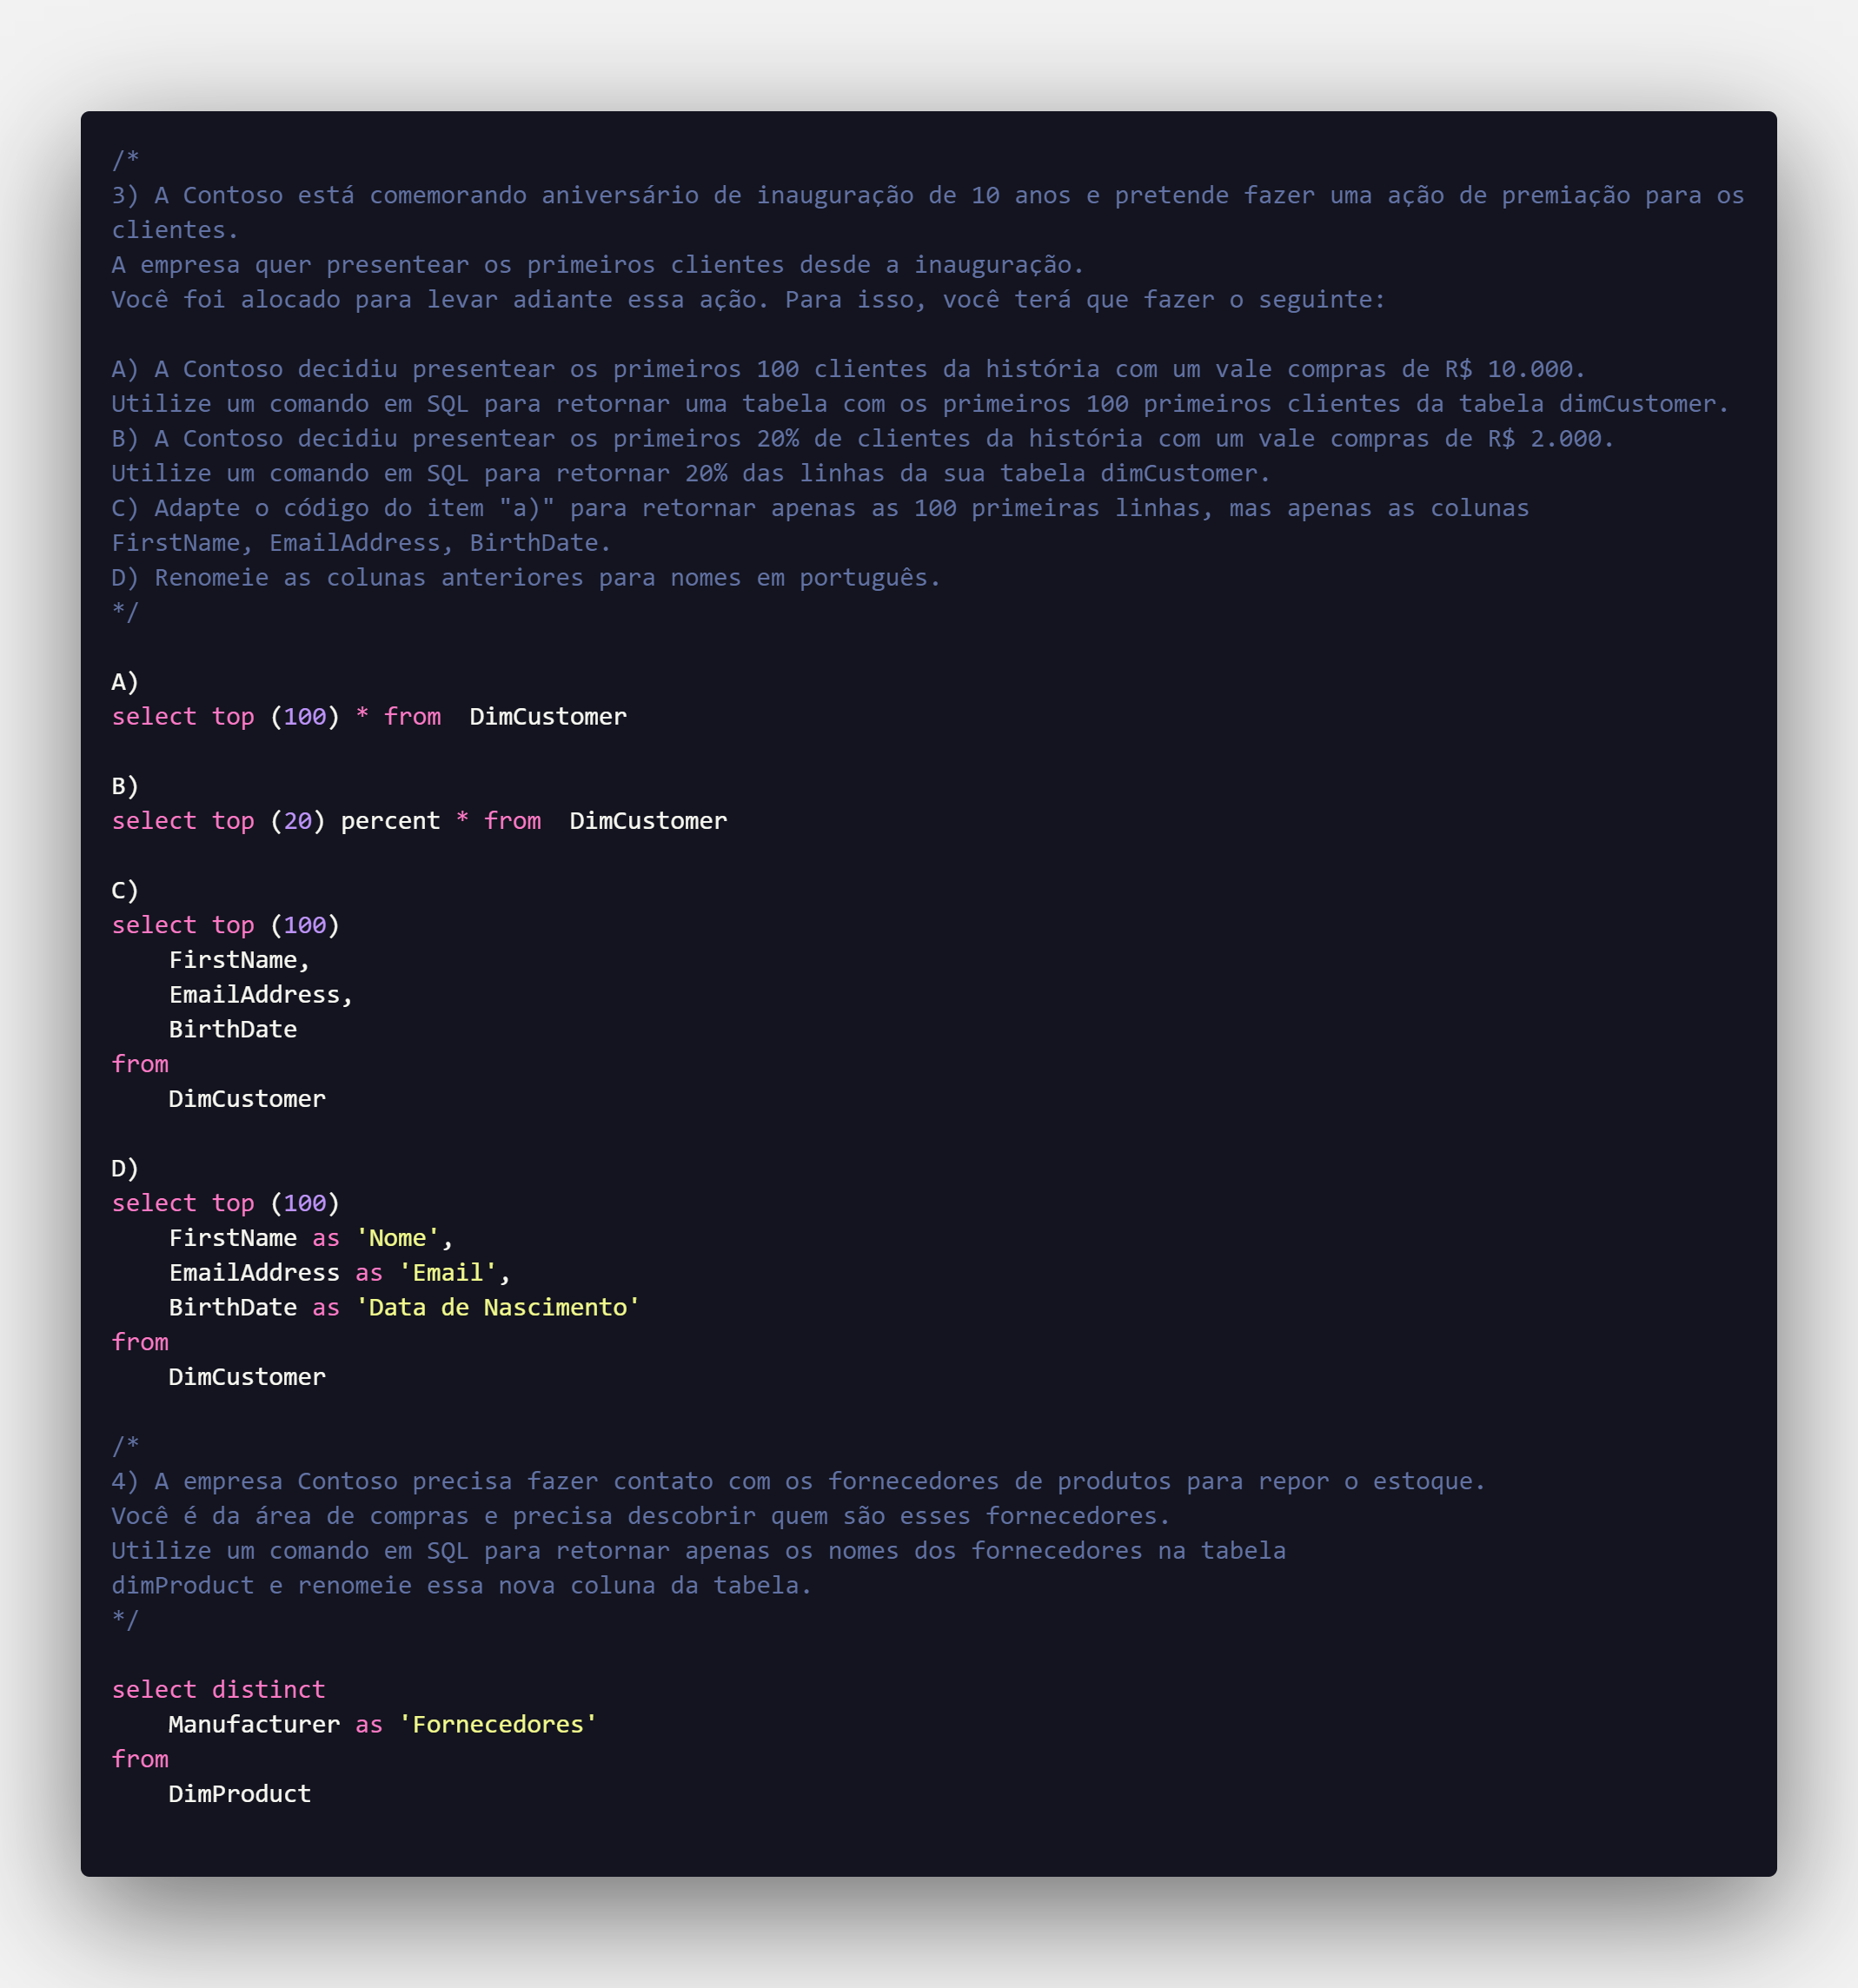 /*
3) A Contoso está comemorando aniversário de inauguração de 10 anos e pretende fazer uma ação de premiação para os
clientes.
A empresa quer presentear os primeiros clientes desde a inauguração.
Você foi alocado para levar adiante essa ação. Para isso, você terá que fazer o seguinte:

A) A Contoso decidiu presentear os primeiros 100 clientes da história com um vale compras de R$ 10.000.
Utilize um comando em SQL para retornar uma tabela com os primeiros 100 primeiros clientes da tabela dimCustomer.
B) A Contoso decidiu presentear os primeiros 20% de clientes da história com um vale compras de R$ 2.000.
Utilize um comando em SQL para retornar 20% das linhas da sua tabela dimCustomer.
C) Adapte o código do item "a)" para retornar apenas as 100 primeiras linhas, mas apenas as colunas
FirstName, EmailAddress, BirthDate.
D) Renomeie as colunas anteriores para nomes em português.
*/

A)
select top (100) * from  DimCustomer

B)
select top (20) percent * from  DimCustomer

C)
select top (100)
    FirstName,
    EmailAddress,
    BirthDate
from
    DimCustomer

D)
select top (100)
    FirstName as 'Nome',
    EmailAddress as 'Email',
    BirthDate as 'Data de Nascimento'
from
    DimCustomer

/*
4) A empresa Contoso precisa fazer contato com os fornecedores de produtos para repor o estoque.
Você é da área de compras e precisa descobrir quem são esses fornecedores.
Utilize um comando em SQL para retornar apenas os nomes dos fornecedores na tabela
dimProduct e renomeie essa nova coluna da tabela.
*/

select distinct
    Manufacturer as 'Fornecedores'
from
    DimProduct